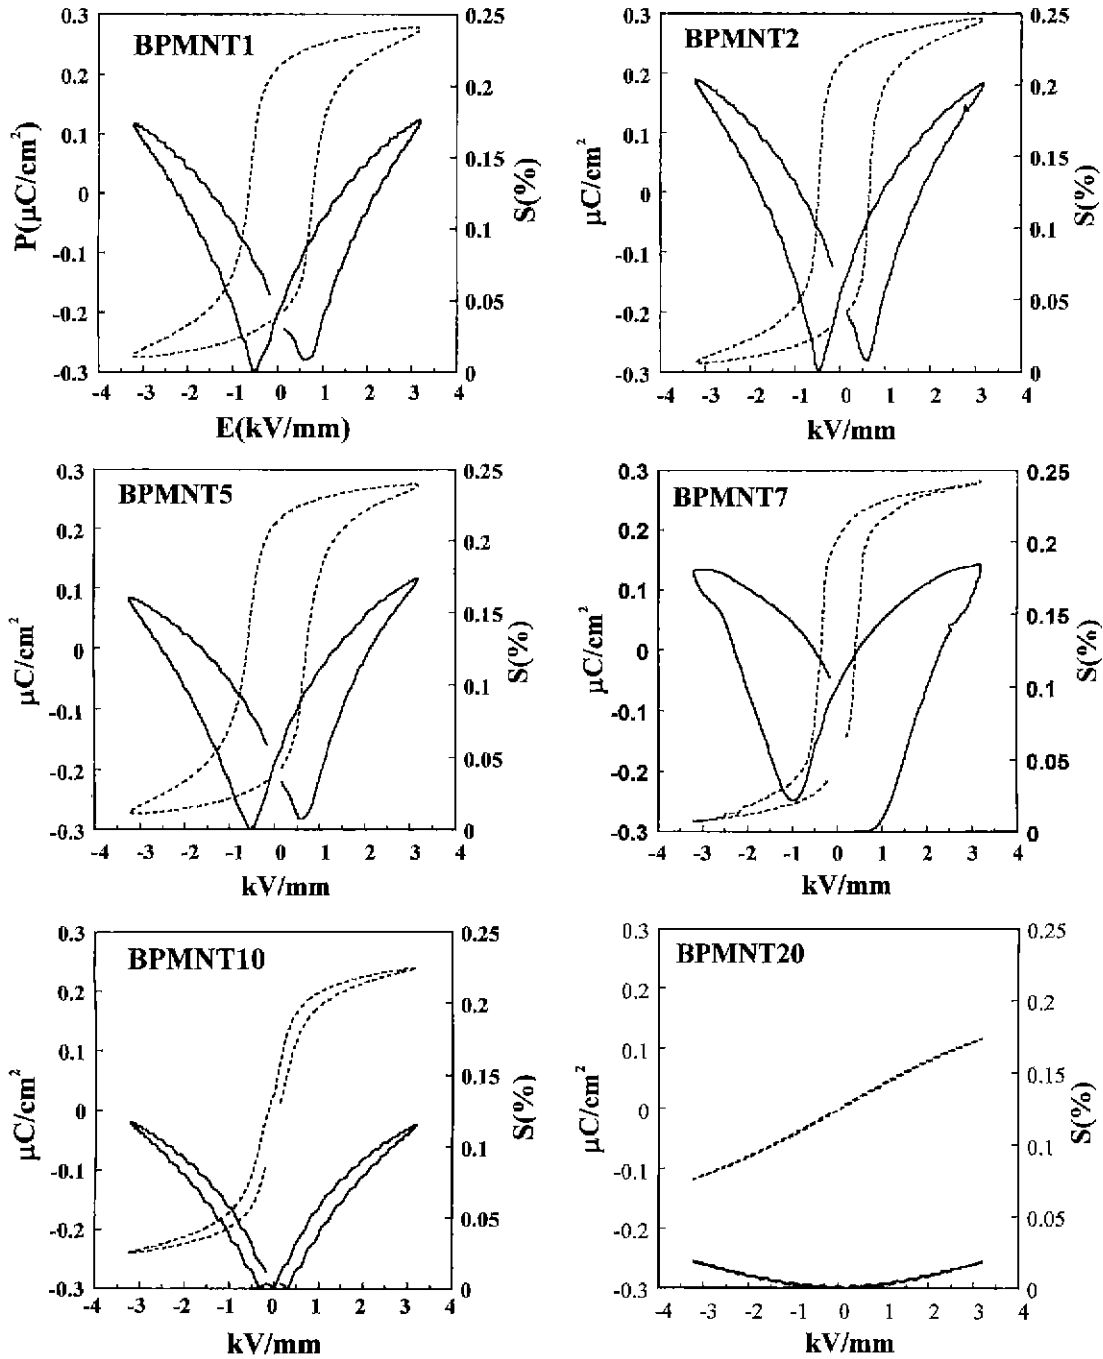 BPMNT1
0.3
0.2
0.1
0
-0.1
-0.2
-0.3
P(μC/cm²)
0.25
0.2
0.15
0.1
0.05
0
S(%)
-4 -3 -2 -1 0 1 2 3 4
E(kV/mm)
BPMNT2
0.3
0.2
0.1
0
-0.1
-0.2
-0.3
μC/cm²
0.25
0.2
0.15
0.1
0.05
0
S(%)
-4 -3 -2 -1 0 1 2 3 4
kV/mm
BPMNT5
0.3
0.2
0.1
0
-0.1
-0.2
-0.3
μC/cm²
0.25
0.2
0.15
0.1
0.05
0
S(%)
-4 -3 -2 -1 0 1 2 3 4
kV/mm
BPMNT7
0.3
0.2
0.1
0
-0.1
-0.2
-0.3
μC/cm²
0.25
0.2
0.15
0.1
0.05
0
S(%)
-4 -3 -2 -1 0 1 2 3 4
kV/mm
BPMNT10
0.3
0.2
0.1
0
-0.1
-0.2
-0.3
μC/cm²
0.25
0.2
0.15
0.1
0.05
0
S(%)
-4 -3 -2 -1 0 1 2 3 4
kV/mm
BPMNT20
0.3
0.2
0.1
0
-0.1
-0.2
-0.3
μC/cm²
0.25
0.2
0.15
0.1
0.05
0
S(%)
-4 -3 -2 -1 0 1 2 3 4
kV/mm